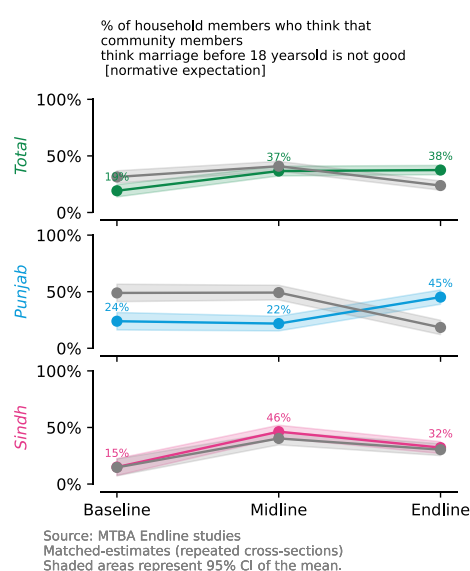 % of household members who think that
community members
think marriage before 18 yearsold is not good
[normative expectation]
100%
50%
0%
Total
19%
37%
38%
100%
50%
0%
Punjab
24%
22%
45%
100%
50%
0%
Sindh
15%
46%
32%
Baseline Midline Endline
Source: MTBA Endline studies
Matched-estimates (repeated cross-sections)
Shaded areas represent 95% CI of the mean.